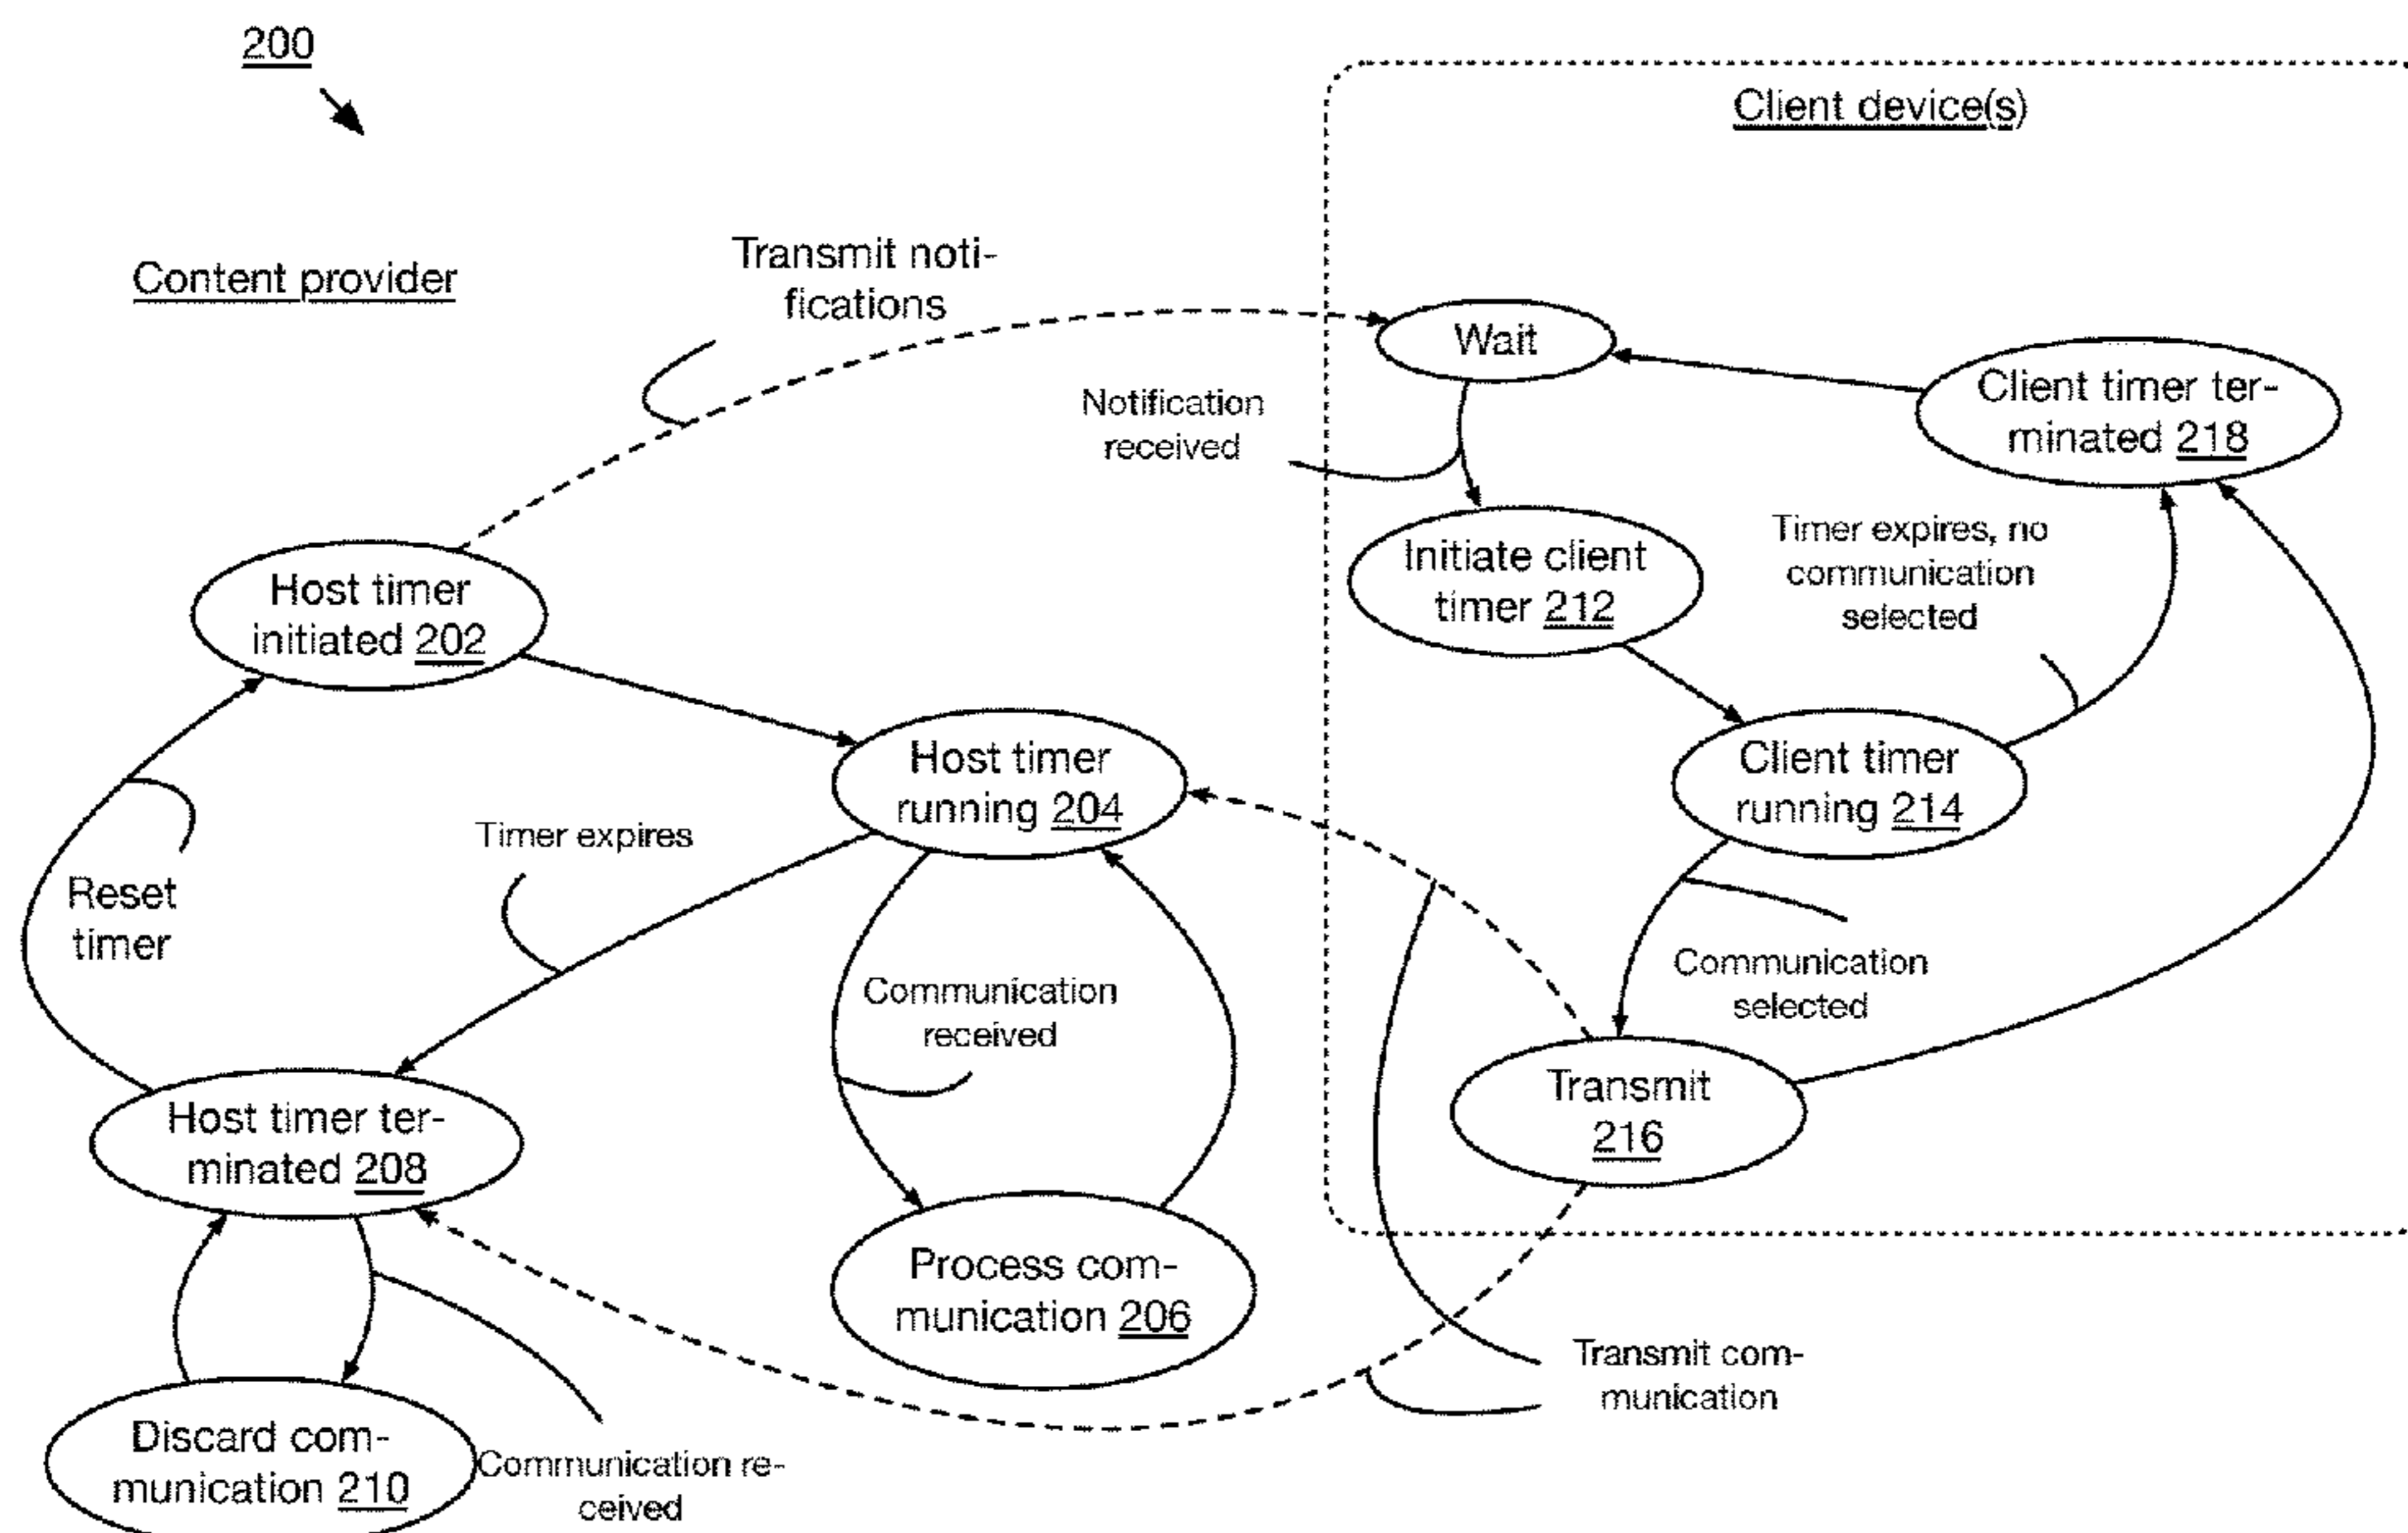 200
Client device(s)
Content provider
Transmit noti-
fications
Wait
Client timer ter-
minated 218
Notification
received
Initiate client
timer 212
Timer expires, no
communication
selected
Host timer
initiated 202
Host timer
running 204
Client timer
running 214
Timer expires
Reset
timer
Communication
received
Communication
selected
Transmit
216
Host timer ter-
minated 208
Process com-
munication 206
Transmit com-
munication
Discard com-
munication 210
Communication re-
ceived